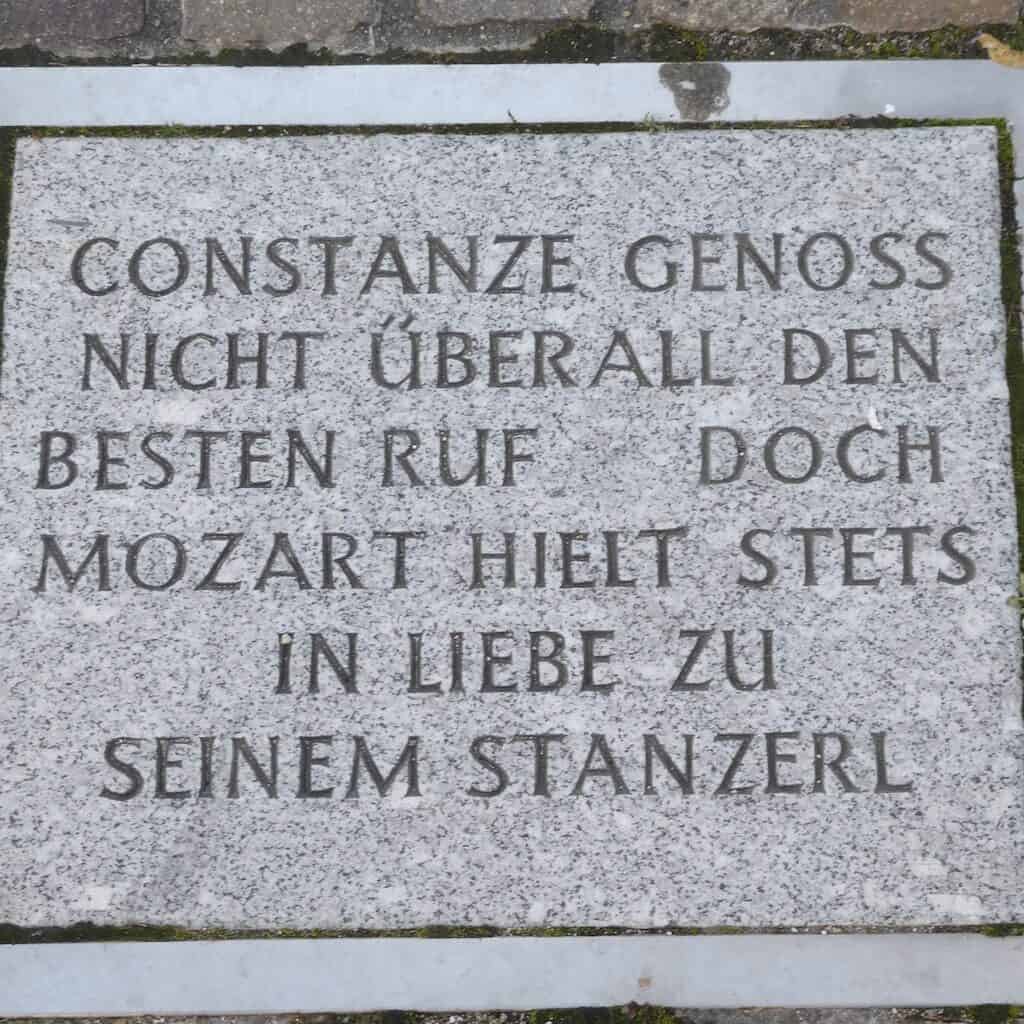 CONSTANZE GENOSS
NICHT ÜBERALL DEN
BESTEN RUF DOCH
MOZART HIELT STETS
IN LIEBE ZU
SEINEM STANZERL